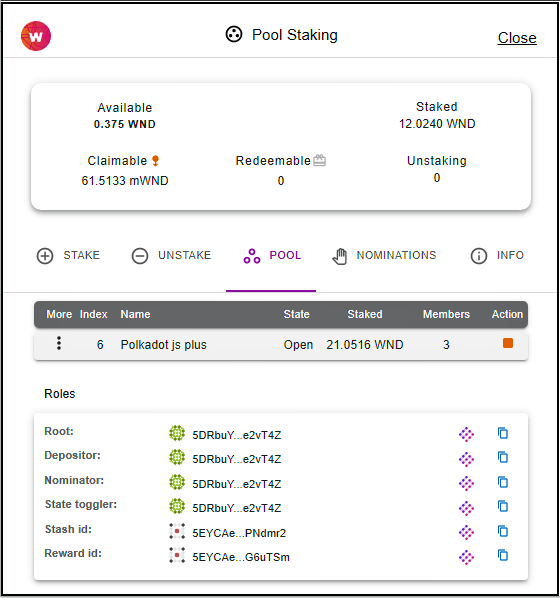 W
Pool Staking
Close
Available
0.375 WND
Staked
12.0240 WND
Claimable
61.5133 mWND
Redeemable
0
Unstaking
0
STAKE UNSTAKE POOL NOMINATIONS INFO
More Index Name State Staked Members Action
6 Polkadot js plus Open 21.0516 WND 3
Roles
Root: 5DRbuY...e2vT4Z
Depositor: 5DRbuY...e2vT4Z
Nominator: 5DRbuY...e2vT4Z
State toggler: 5DRbuY...e2vT4Z
Stash id: 5EYCAe...PNdmr2
Reward id: 5EYCAe...G6uTSm